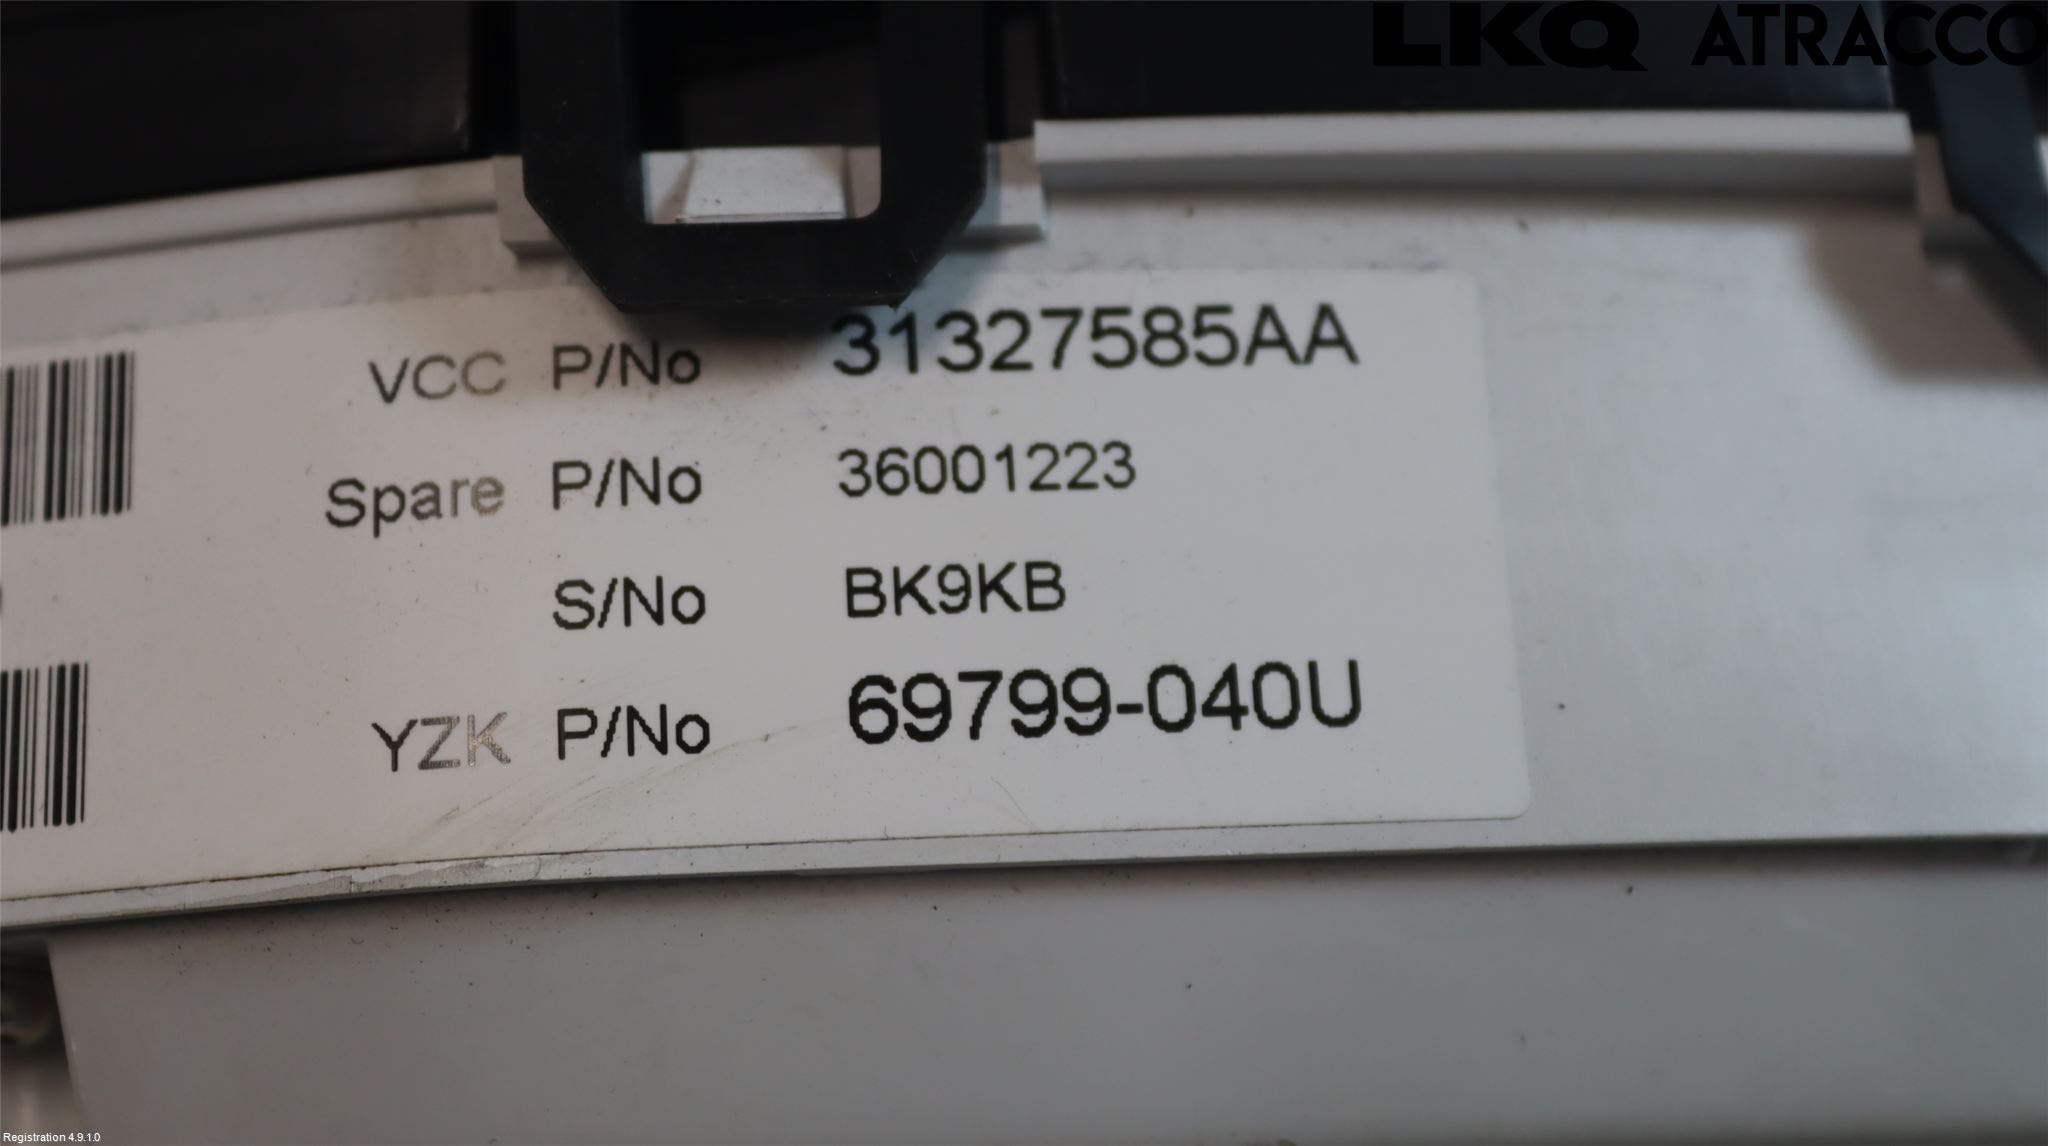 LKQ ATRACCO
VCC P/No 31327585AA
Spare P/No 36001223
S/No BK9KB
YZK P/No 69799-040U
Registration 4.9.1.0